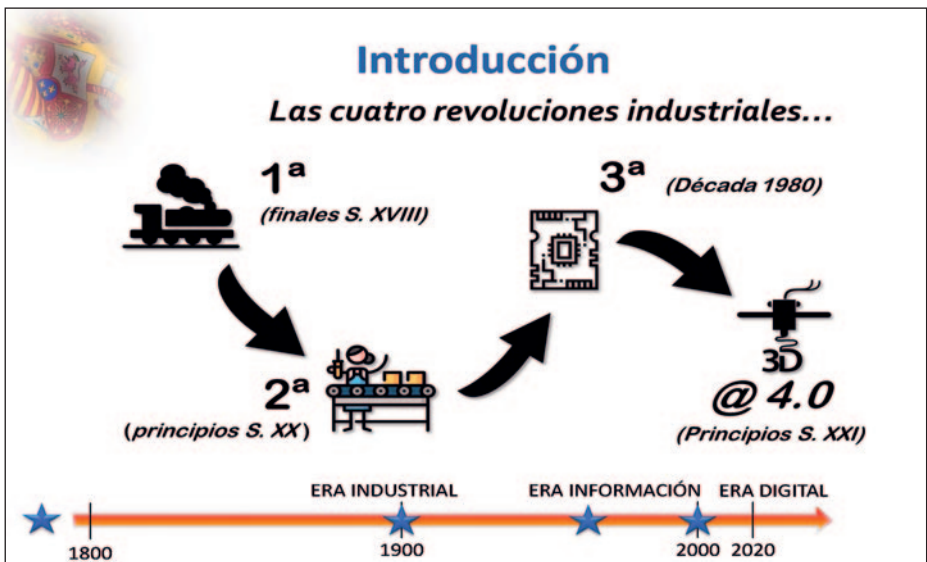 Introducción
Las cuatro revoluciones industriales...
1ª
(finales S. XVIII)
2ª
(principios S. XX)
3ª (Década 1980)
3D
@ 4.0
(Principios S. XXI)
ERA INDUSTRIAL ERA INFORMACIÓN ERA DIGITAL
1800 1900 2000 2020